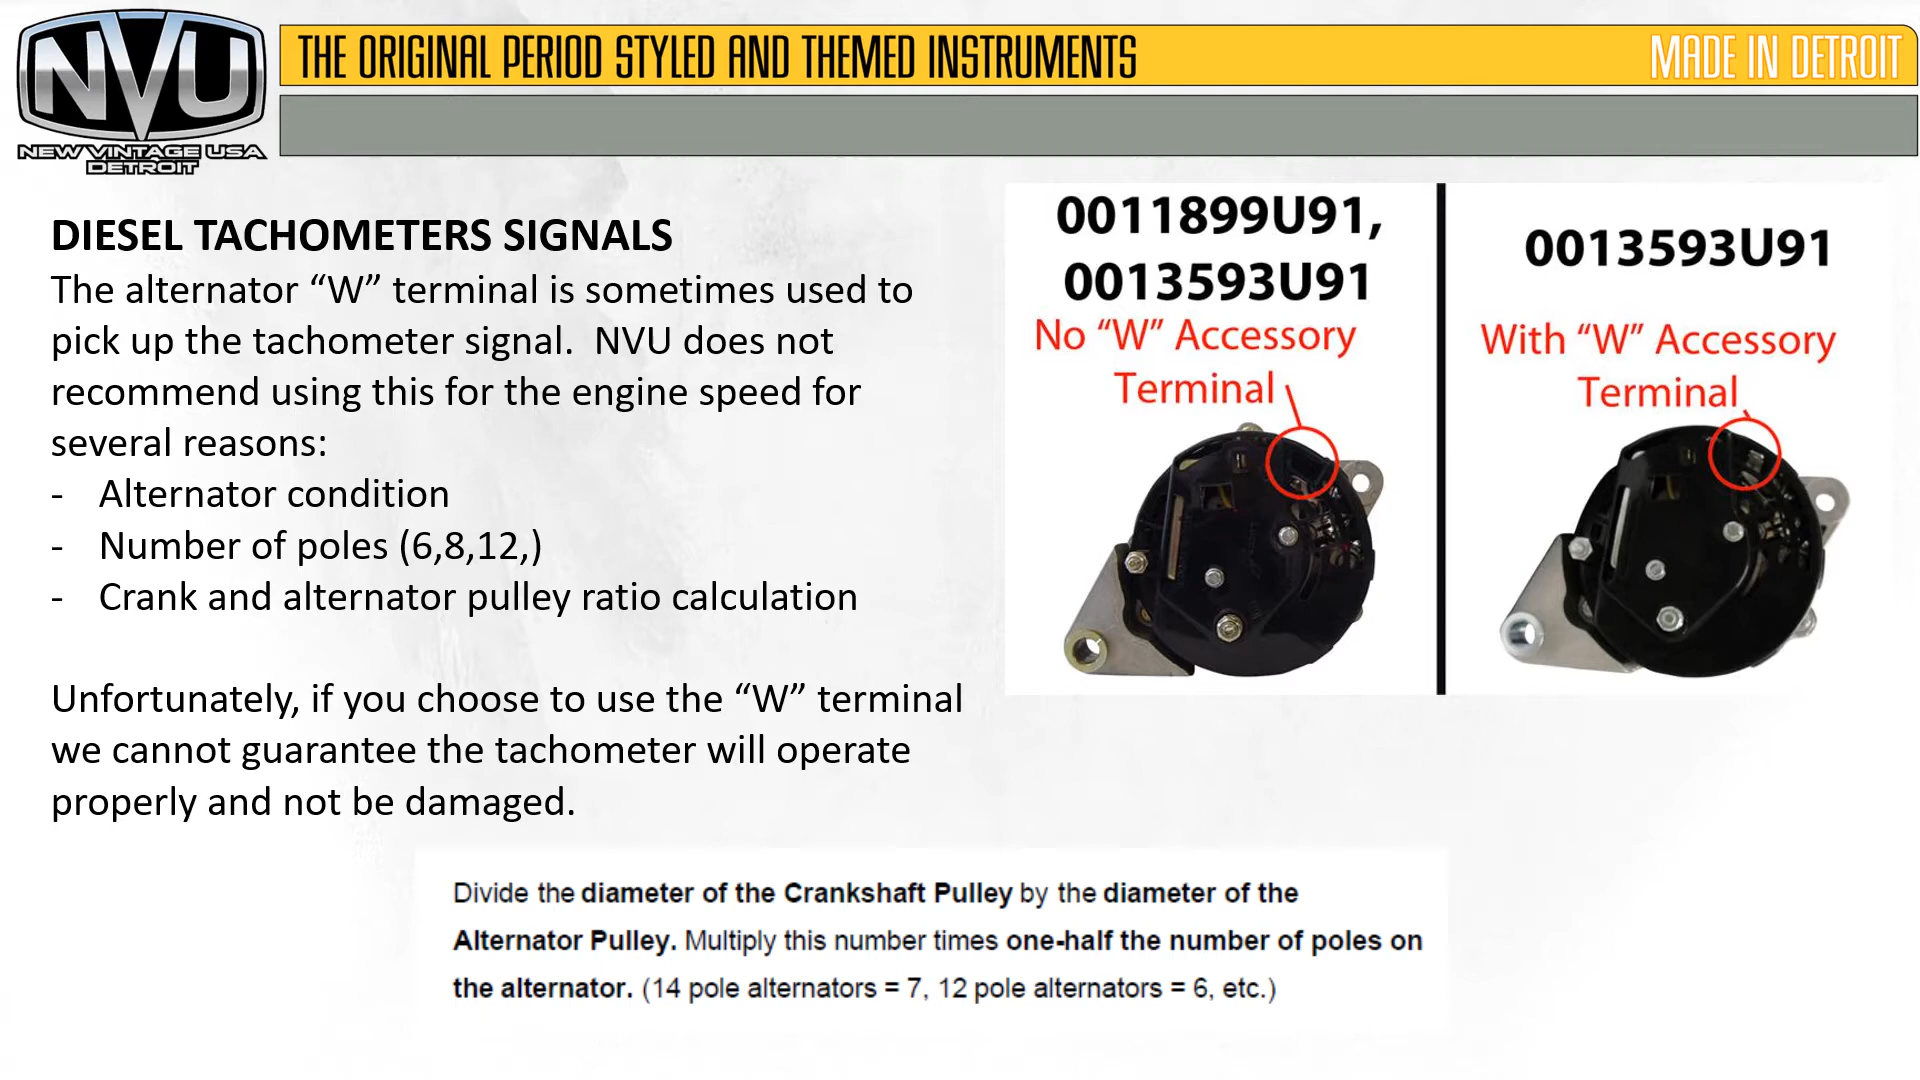 NVU
NEW VINTAGE USA
DETROIT
THE ORIGINAL PERIOD STYLED AND THEMED INSTRUMENTS
MADE IN DETROIT
DIESEL TACHOMETERS SIGNALS
The alternator “W” terminal is sometimes used to
pick up the tachometer signal.  NVU does not
recommend using this for the engine speed for
several reasons:
- Alternator condition
- Number of poles (6,8,12,)
- Crank and alternator pulley ratio calculation
Unfortunately, if you choose to use the “W” terminal
we cannot guarantee the tachometer will operate
properly and not be damaged.
0011899U91,
0013593U91
No “W” Accessory
Terminal
0013593U91
With “W” Accessory
Terminal
Divide the diameter of the Crankshaft Pulley by the diameter of the
Alternator Pulley. Multiply this number times one-half the number of poles on
the alternator. (14 pole alternators = 7, 12 pole alternators = 6, etc.)